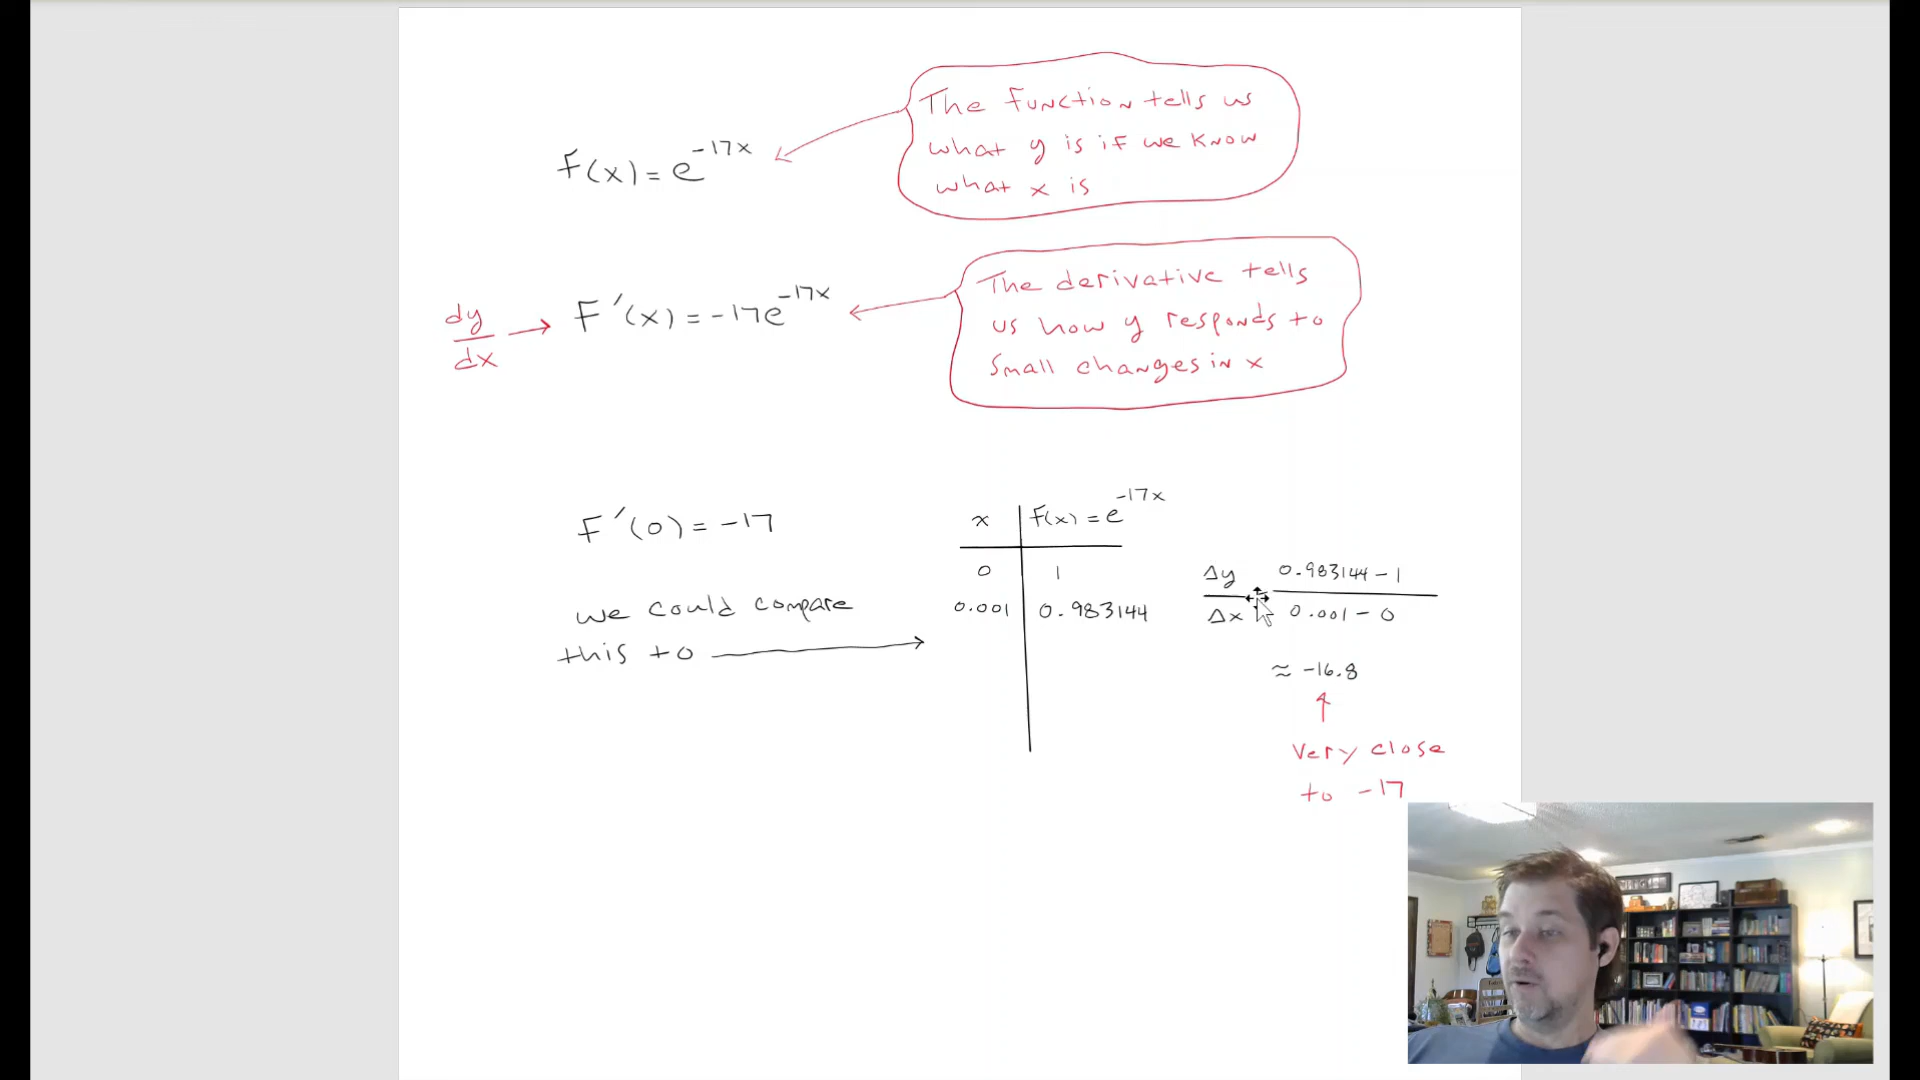 The function tells us
what y is if we know
what x is
f(x) = e^-17x
The derivative tells
us how y responds to
small changes in x
dy/dx → f′(x) = -17e^-17x
f′(0) = -17
we could compare
this to
x f(x) = e^-17x
0 1
0.001 0.983144
Δy 0.983144 - 1
Δx 0.001 - 0
≈ -16.8
very close
to -17